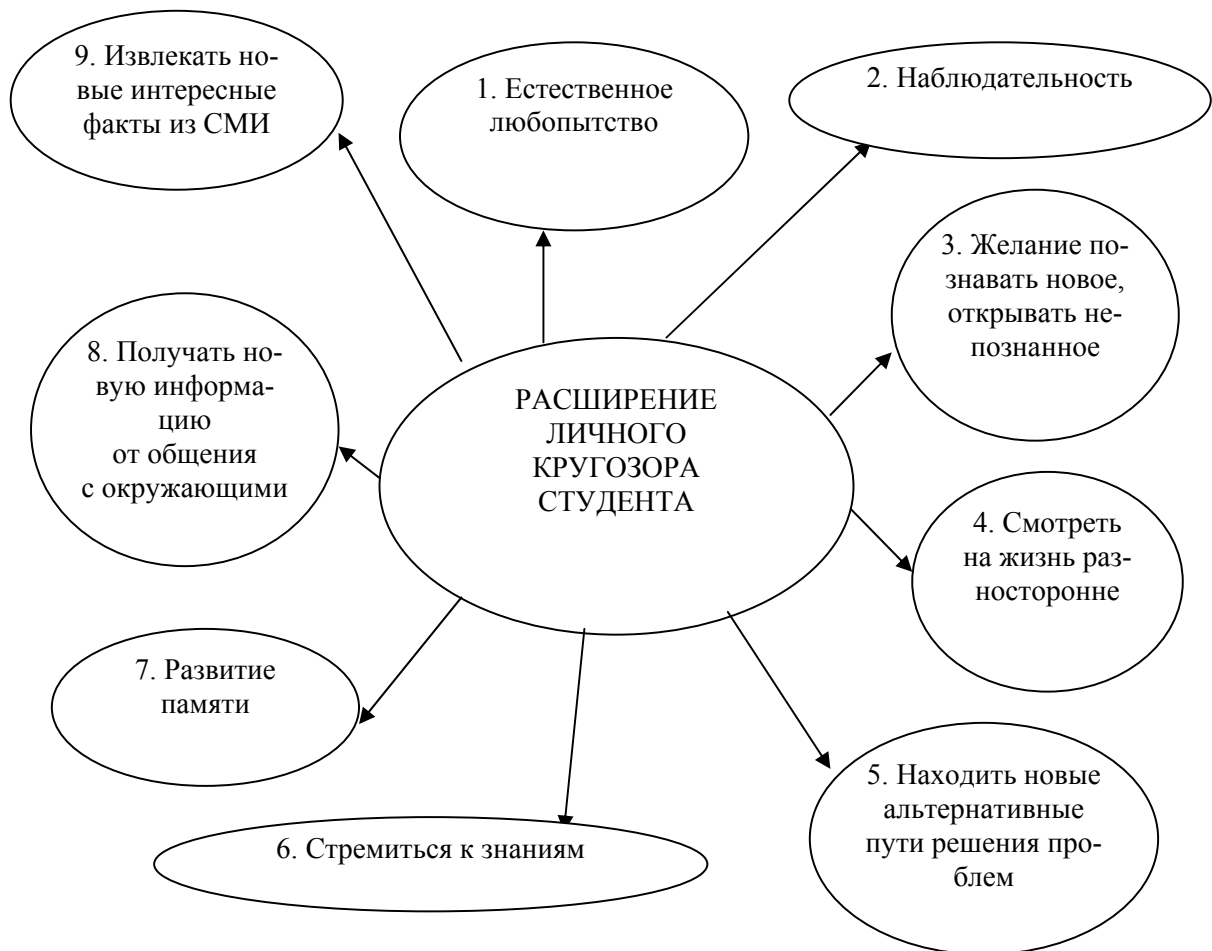 9. Извлекать но-
вые интересные
факты из СМИ
1. Естественное
любопытство
2. Наблюдательность
3. Желание по-
знавать новое,
открывать не-
познанное
8. Получать но-
вую информа-
цию
от общения
с окружающими
РАСШИРЕНИЕ
ЛИЧНОГО
КРУГОЗОРА
СТУДЕНТА
4. Смотреть
на жизнь раз-
носторонне
7. Развитие
памяти
5. Находить новые
альтернативные
пути решения про-
блем
6. Стремиться к знаниям